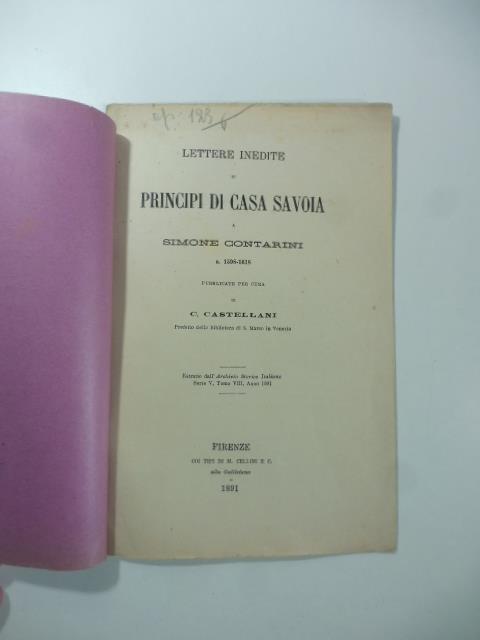 LETTERE INEDITE
DI
PRINCIPI DI CASA SAVOIA
A
SIMONE CONTARINI
a. 1598-1618
PUBBLICATE PER CURA
DI
C. CASTELLANI
Prefetto della Biblioteca di S. Marco in Venezia
Estratto dall'Archivio Storico Italiano
Serie V, Tomo VIII, Anno 1891
FIRENZE
COI TIPI DI M. CELLINI E C.
alla Galileiana
1891